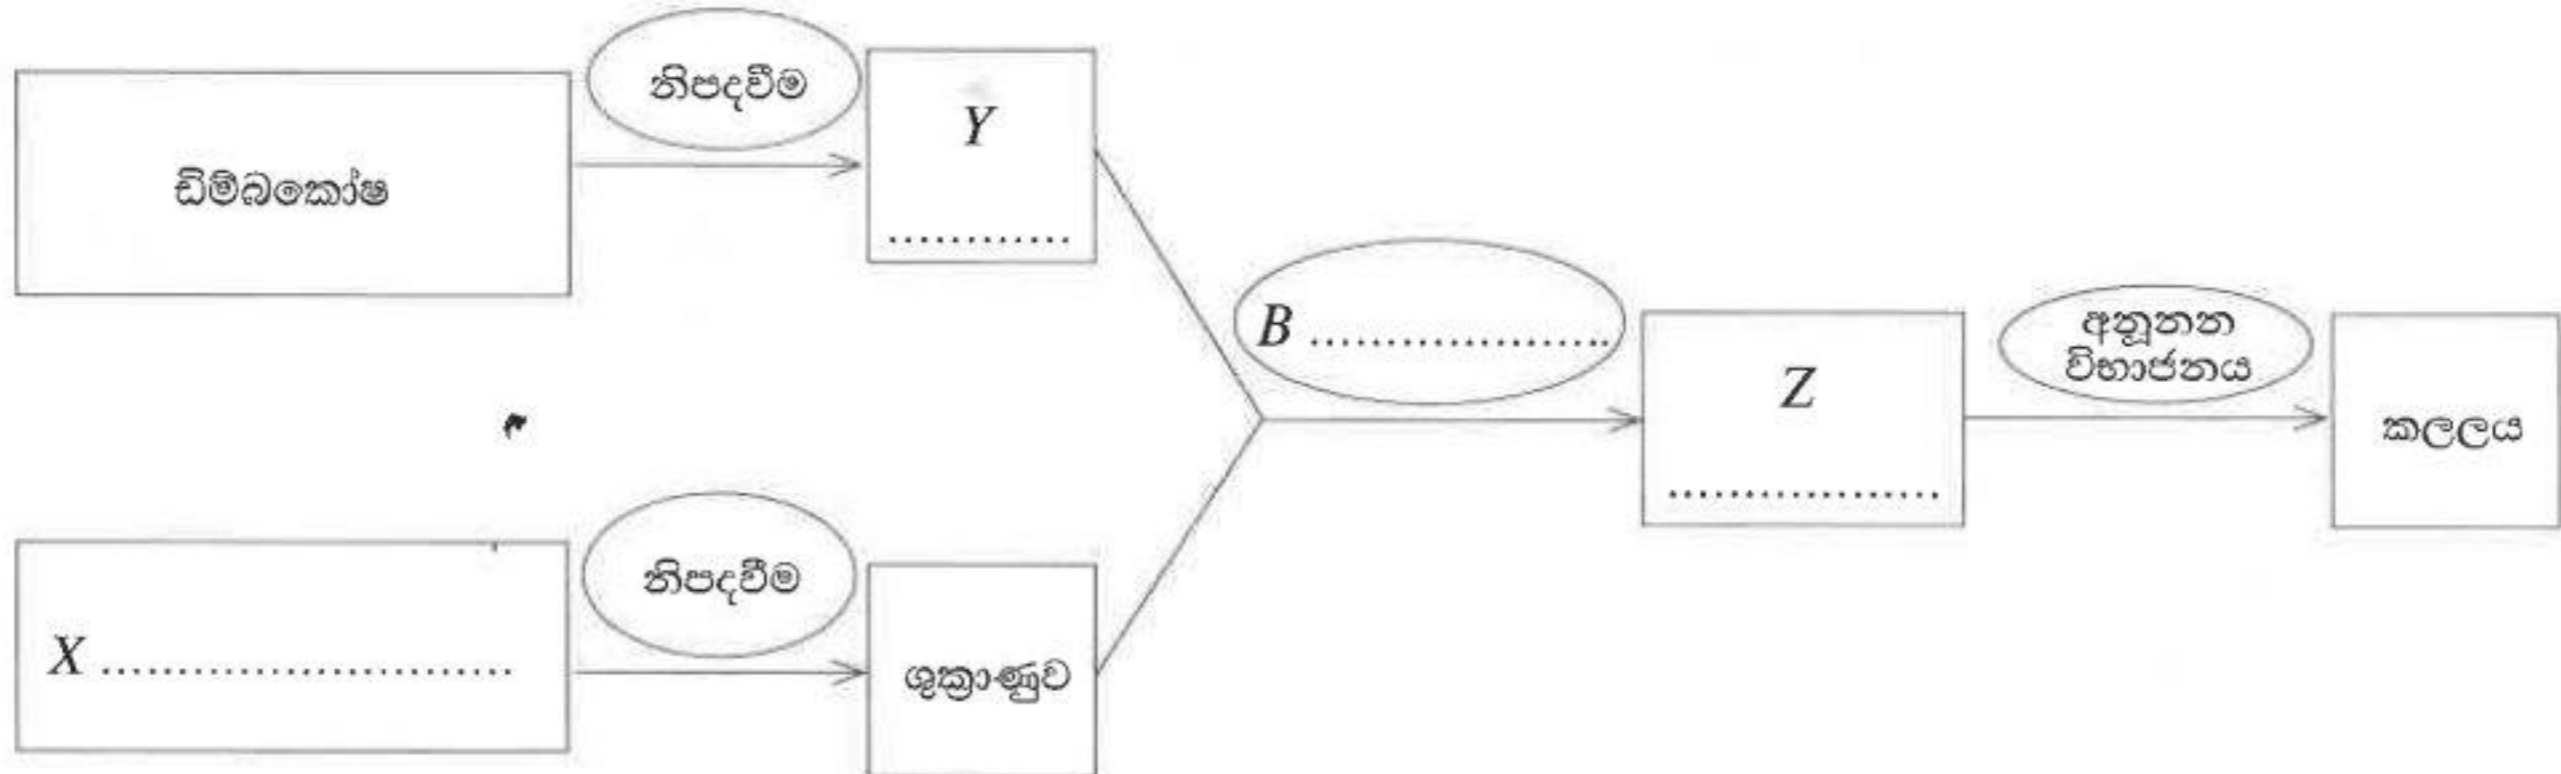 නිපදවීම
Y
ඩිම්බකෝෂ
............
B ....................
Z
..................
අනූනන
විභාජනය
කලලය
නිපදවීම
X ...........................
ශුක්‍රාණුව